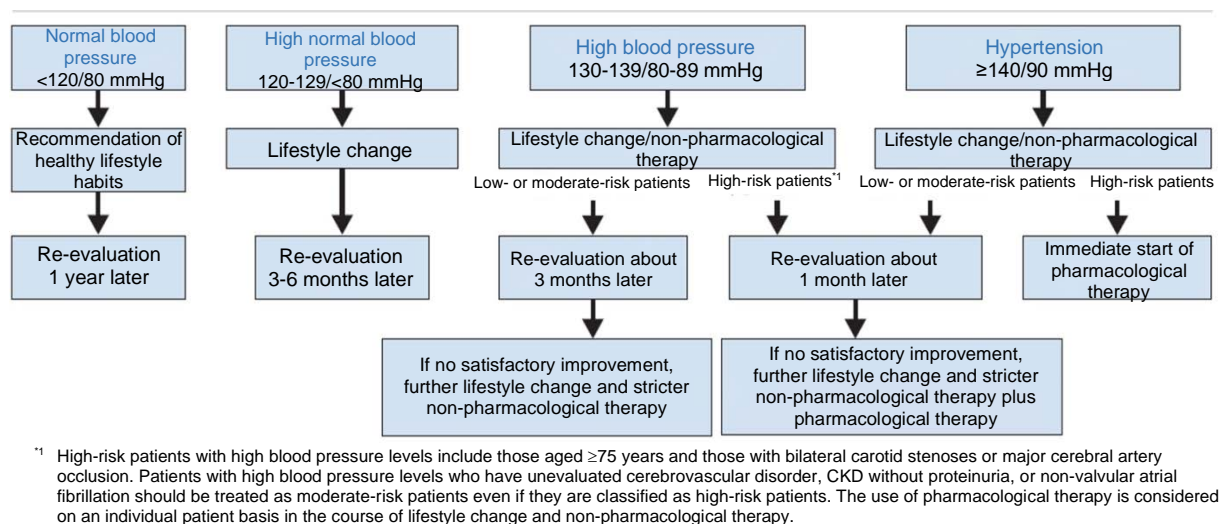 Normal blood
pressure
<120/80 mmHg
High normal blood
pressure
120-129/<80 mmHg
High blood pressure
130-139/80-89 mmHg
Hypertension
≥140/90 mmHg
Recommendation of
healthy lifestyle
habits
Lifestyle change
Lifestyle change/non-pharmacological
therapy
Lifestyle change/non-pharmacological
therapy
Low- or moderate-risk patients
High-risk patients*1
Low- or moderate-risk patients
High-risk patients
Re-evaluation
1 year later
Re-evaluation
3-6 months later
Re-evaluation about
3 months later
Re-evaluation about
1 month later
Immediate start of
pharmacological
therapy
If no satisfactory improvement,
further lifestyle change and stricter
non-pharmacological therapy
If no satisfactory improvement,
further lifestyle change and stricter
non-pharmacological therapy plus
pharmacological therapy
*1 High-risk patients with high blood pressure levels include those aged ≥75 years and those with bilateral carotid stenoses or major cerebral artery
occlusion. Patients with high blood pressure levels who have unevaluated cerebrovascular disorder, CKD without proteinuria, or non-valvular atrial
fibrillation should be treated as moderate-risk patients even if they are classified as high-risk patients. The use of pharmacological therapy is considered
on an individual patient basis in the course of lifestyle change and non-pharmacological therapy.